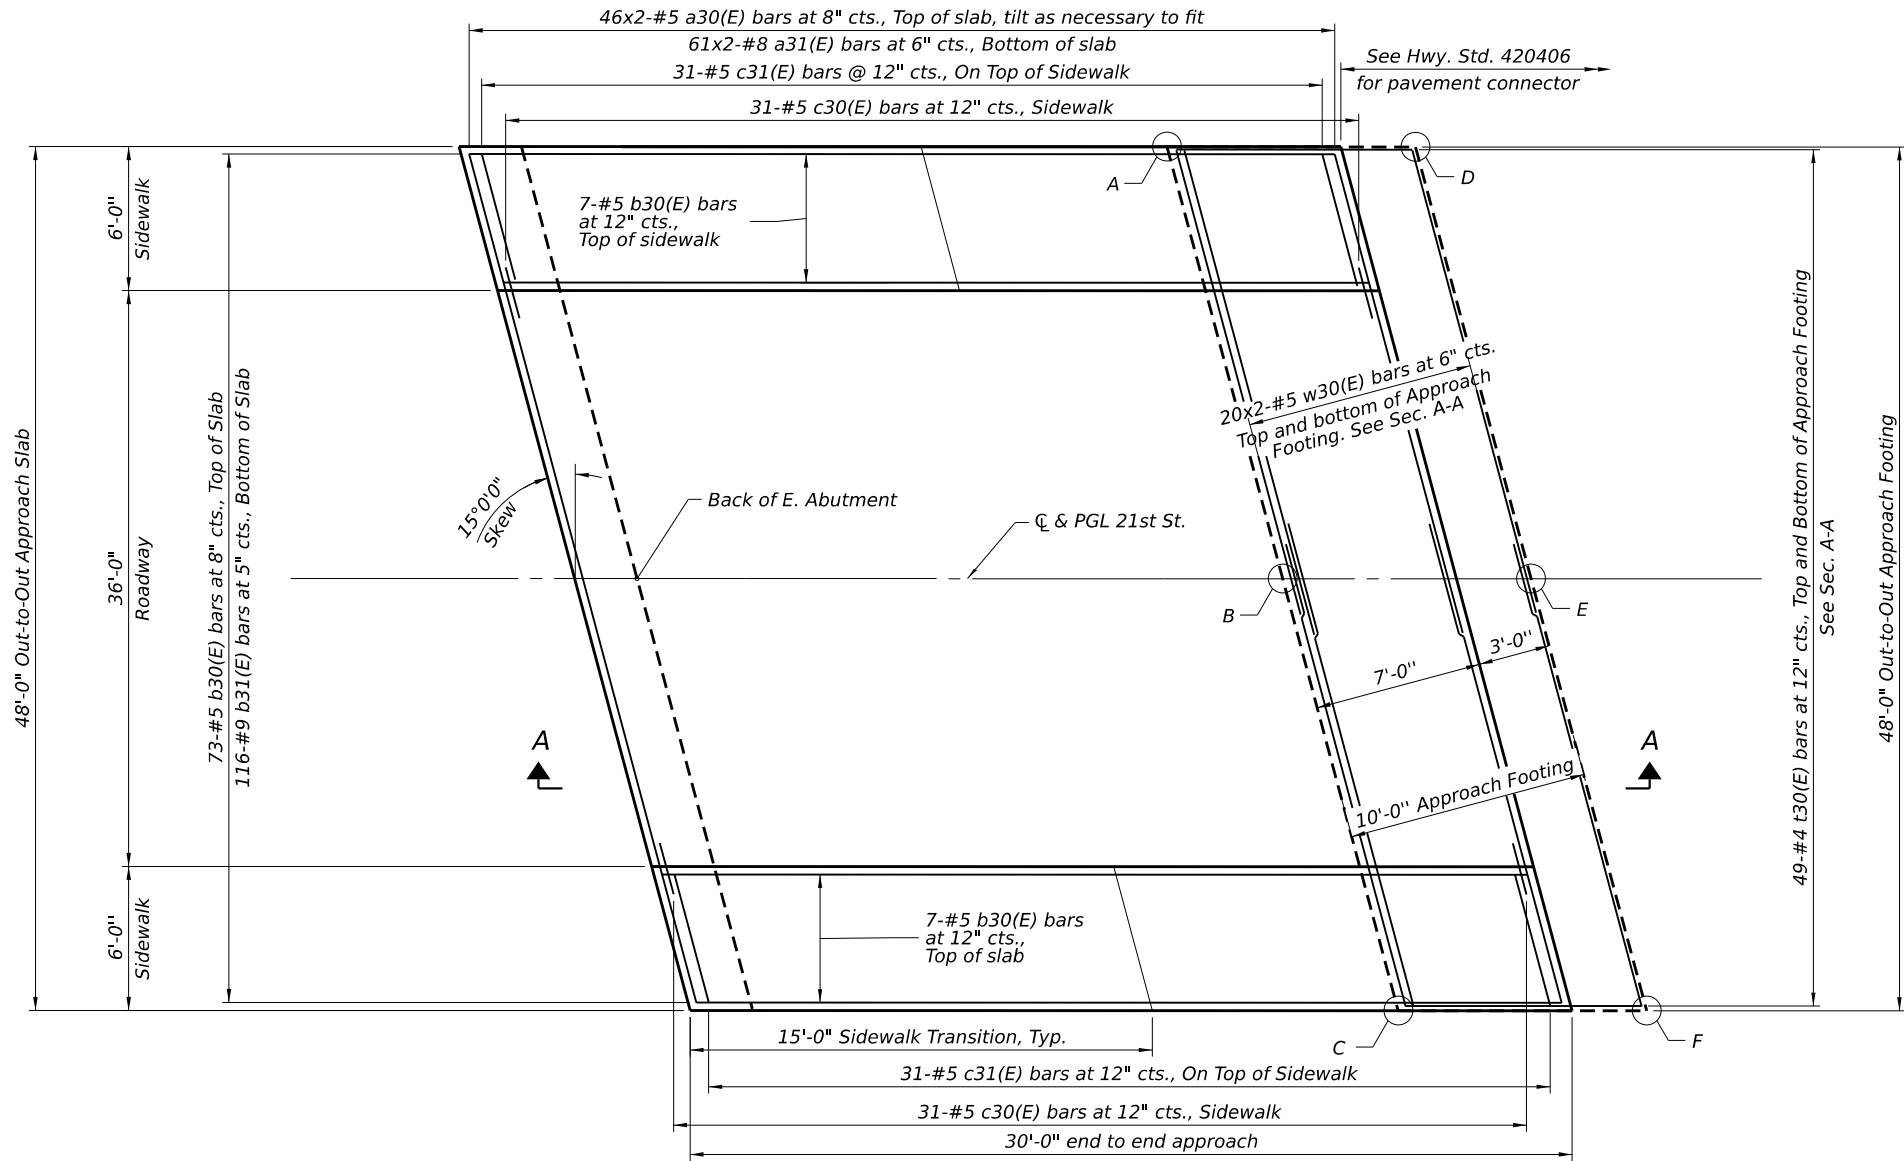 46x2-#5 a30(E) bars at 8" cts., Top of slab, tilt as necessary to fit
61x2-#8 a31(E) bars at 6" cts., Bottom of slab
31-#5 c31(E) bars @ 12" cts., On Top of Sidewalk
31-#5 c30(E) bars at 12" cts., Sidewalk
See Hwy. Std. 420406
for pavement connector
A
D
6'-0"
Sidewalk
7-#5 b30(E) bars
at 12" cts.,
Top of sidewalk
48'-0" Out-to-Out Approach Slab
36'-0"
Roadway
73-#5 b30(E) bars at 8" cts., Top of Slab
116-#9 b31(E) bars at 5" cts., Bottom of Slab
15°0'0"
Skew
Back of E. Abutment
℄ & PGL 21st St.
20x2-#5 w30(E) bars at 6" cts.
Top and bottom of Approach
Footing. See Sec. A-A
B
E
7'-0''
3'-0''
49-#4 t30(E) bars at 12" cts., Top and Bottom of Approach Footing
See Sec. A-A
48'-0" Out-to-Out Approach Footing
A
A
10'-0'' Approach Footing
6'-0"
Sidewalk
7-#5 b30(E) bars
at 12" cts.,
Top of slab
C
F
15'-0" Sidewalk Transition, Typ.
31-#5 c31(E) bars at 12" cts., On Top of Sidewalk
31-#5 c30(E) bars at 12" cts., Sidewalk
30'-0" end to end approach